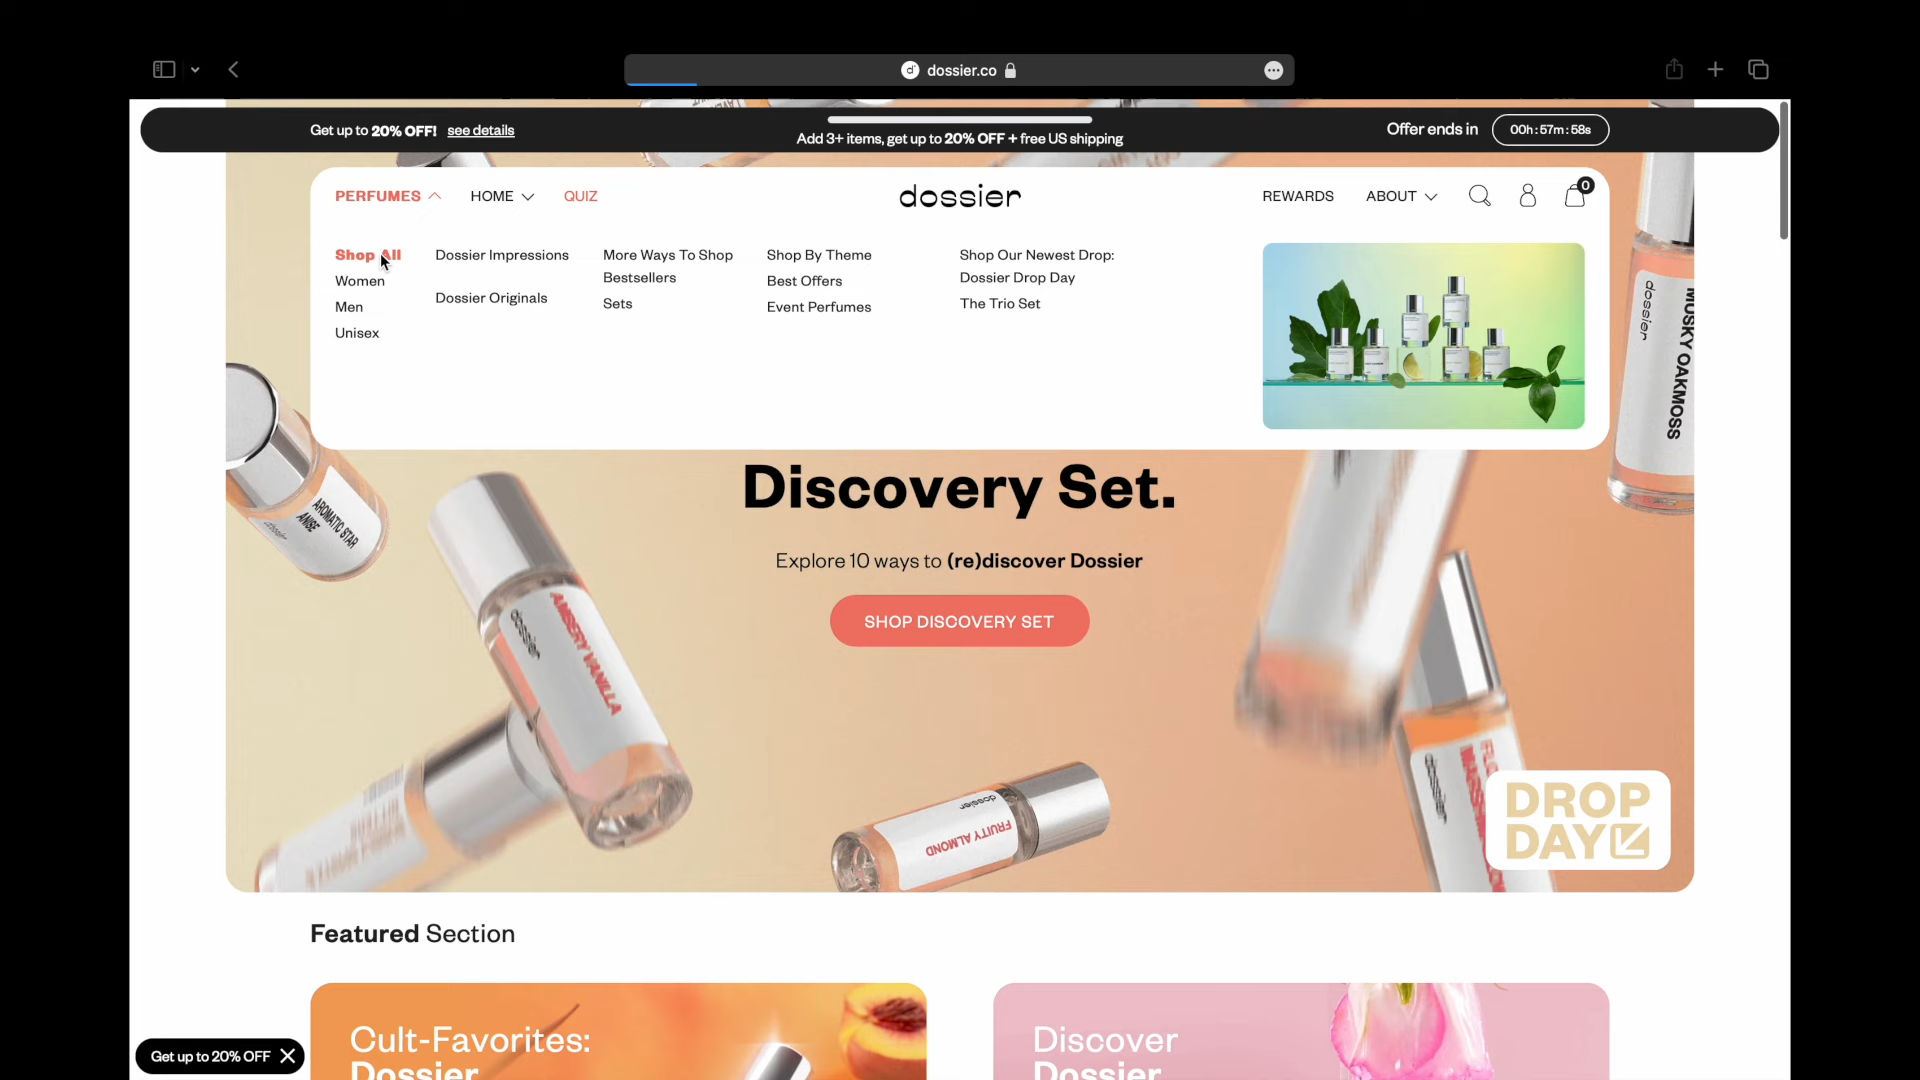 dossier.co
Get up to 20% OFF! see details
Add 3+ items, get up to 20% OFF + free US shipping
Offer ends in 00h : 57m : 58s
PERFUMES HOME QUIZ
dossier
REWARDS ABOUT 0
Shop All
Women
Men
Unisex
Dossier Impressions
Dossier Originals
More Ways To Shop
Bestsellers
Sets
Shop By Theme
Best Offers
Event Perfumes
Shop Our Newest Drop:
Dossier Drop Day
The Trio Set
dossier
MUSKY OAKMOSS
Discovery Set.
Explore 10 ways to (re)discover Dossier
SHOP DISCOVERY SET
AROMATIC STAR
ANISE
dossier
dossier
AMBERY VANILLA
dossier
FRUITY ALMOND
dossier
DROP
DAY
Featured Section
Cult-Favorites:
Dossier
Discover
Dossier
Get up to 20% OFF